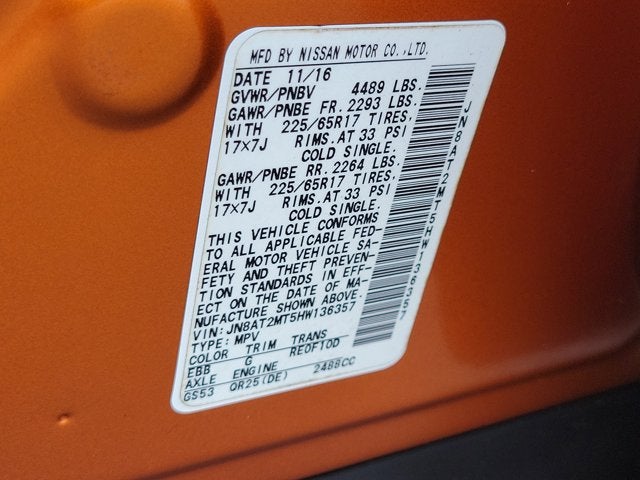 MFD BY NISSAN MOTOR CO.,LTD.
DATE 11/16
GVWR/PNBV 4489 LBS.
GAWR/PNBE FR. 2293 LBS.
WITH 225/65R17 TIRES,
17×7J RIMS.AT 33 PSI
COLD SINGLE.
GAWR/PNBE RR. 2264 LBS.
WITH 225/65R17 TIRES,
17×7J RIMS.AT 33 PSI
COLD SINGLE.
THIS VEHICLE CONFORMS
TO ALL APPLICABLE FED-
ERAL MOTOR VEHICLE SA-
FETY AND THEFT PREVEN-
TION STANDARDS IN EFF-
ECT ON THE DATE OF MA-
NUFACTURE SHOWN ABOVE.
VIN:JN8AT2MT5HW136357
TYPE:MPV
COLOR TRIM TRANS
EBB G RE0F10D
AXLE ENGINE
GS53 QR25(DE) 2488CC
JN8AT2MT5HW136357